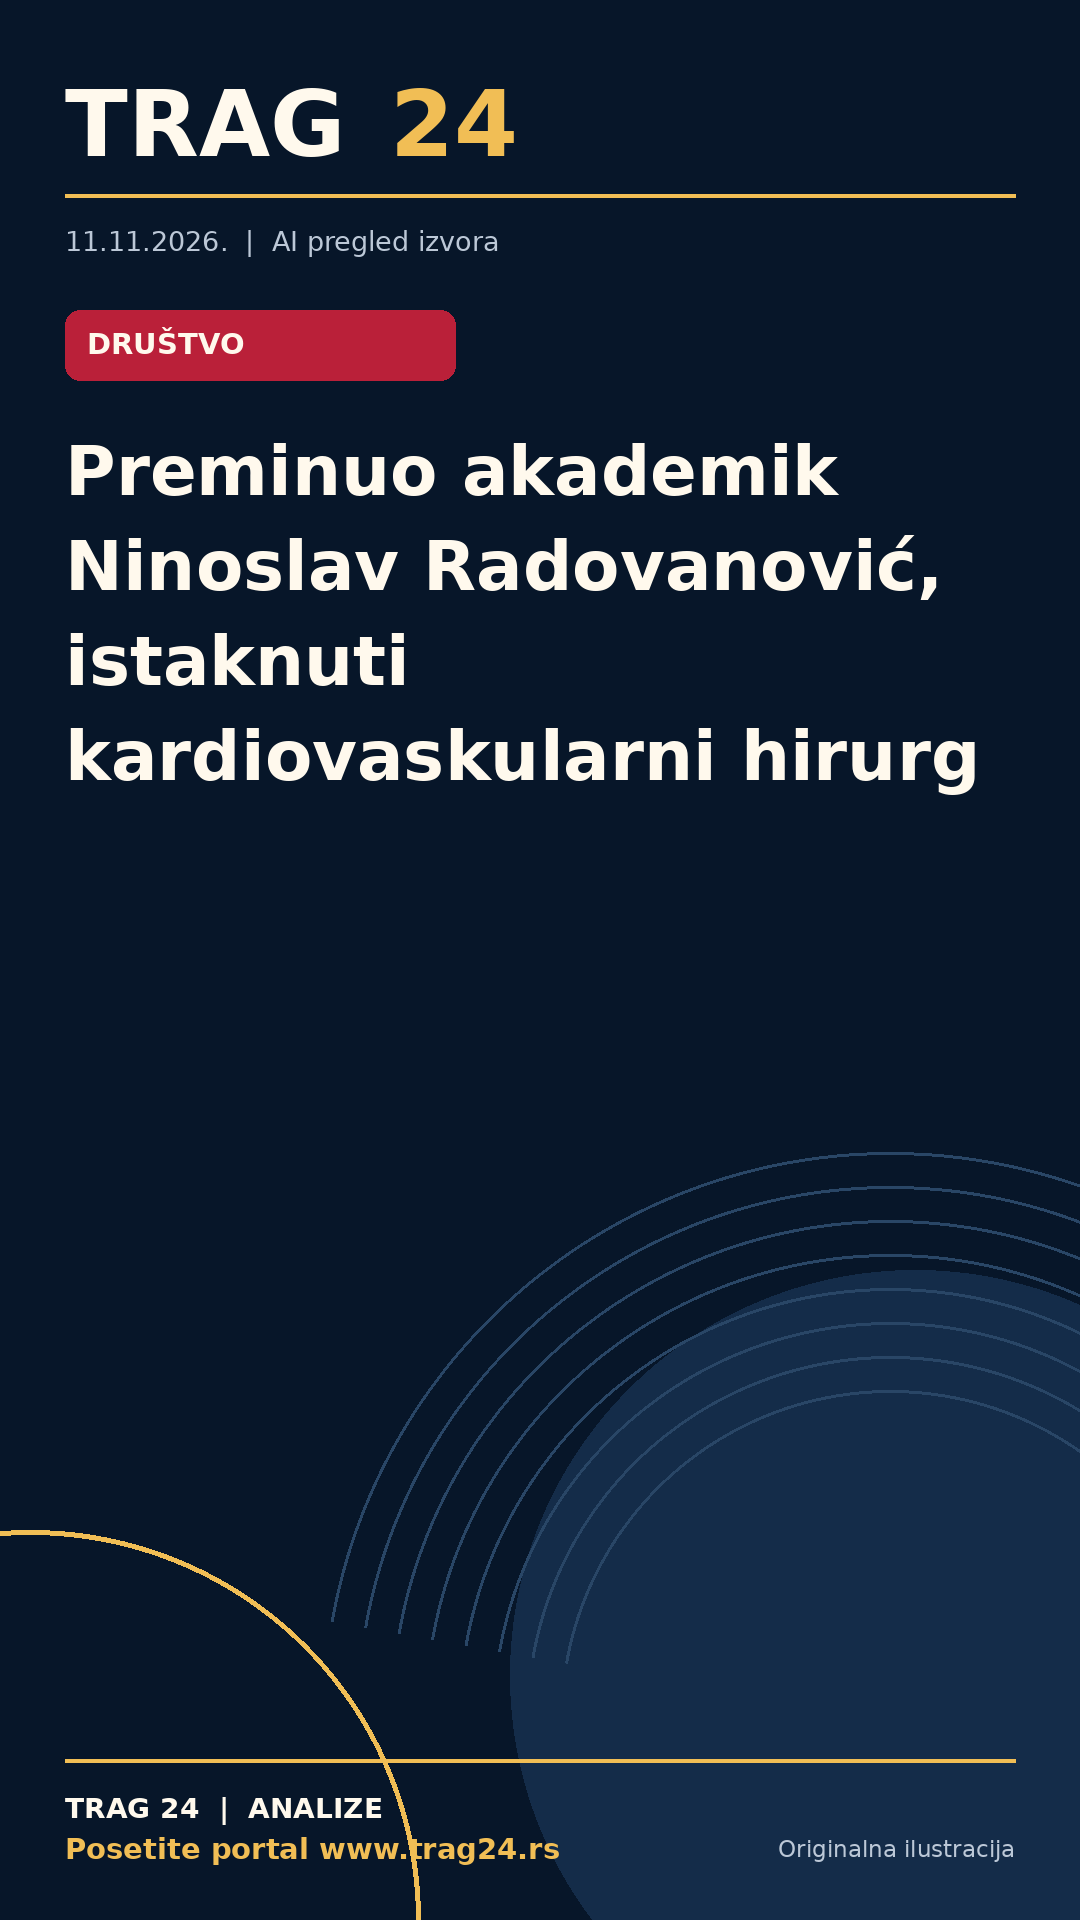 TRAG 24
11.11.2026. | AI pregled izvora
DRUŠTVO
Preminuo akademik
Ninoslav Radovanović,
istaknuti
kardiovaskularni hirurg
TRAG 24 | ANALIZE
Posetite portal www.trag24.rs
Originalna ilustracija